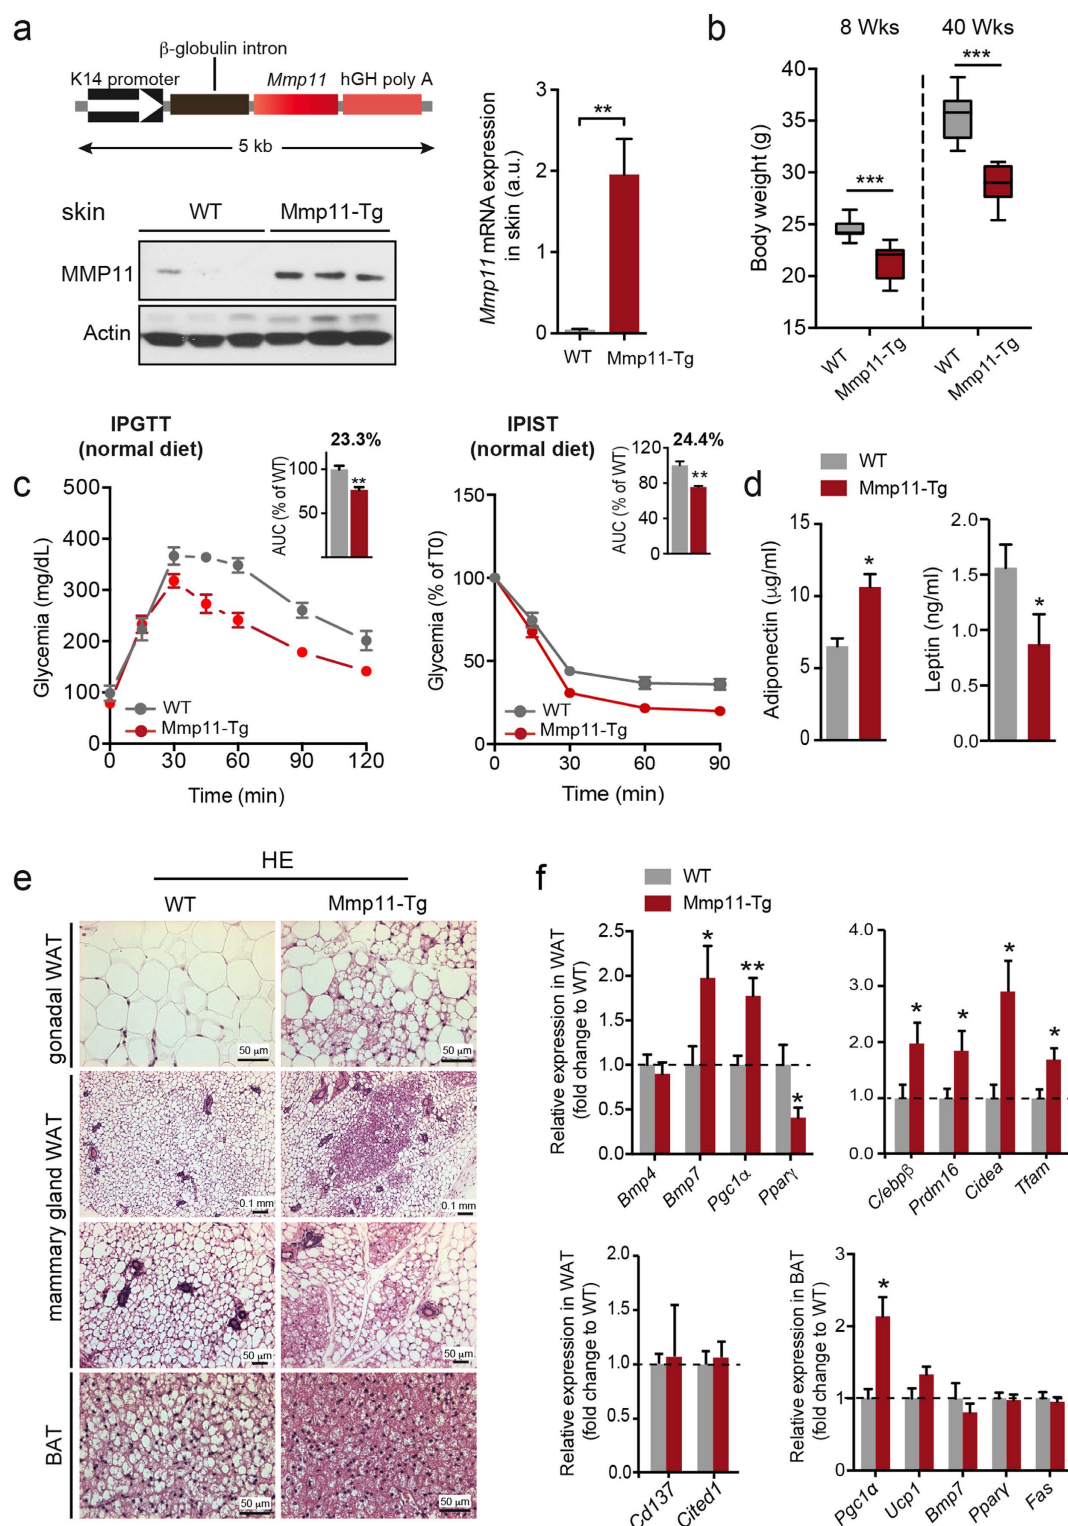 a
β-globulin intron
K14 promoter
Mmp11
hGH poly A
5 kb
skin
WT
Mmp11-Tg
MMP11
Actin
Mmp11 mRNA expression
in skin (a.u.)
3
2
1
0
**
WT
Mmp11-Tg
b
8 Wks
40 Wks
***
***
Body weight (g)
40
35
30
25
20
15
WT
Mmp11-Tg
WT
Mmp11-Tg
c
IPGTT
(normal diet)
23.3%
AUC (% of WT)
100
50
**
Glycemia (mg/dL)
500
400
300
200
100
0
WT
Mmp11-Tg
0
30
60
90
120
Time (min)
IPIST
(normal diet)
24.4%
AUC (% of WT)
120
80
40
0
**
Glycemia (% of T0)
150
100
50
0
WT
Mmp11-Tg
0
30
60
90
Time (min)
WT
Mmp11-Tg
d
Adiponectin (µg/ml)
15
10
5
0
*
Leptin (ng/ml)
2.0
1.5
1.0
0.5
0.0
*
e
HE
WT
Mmp11-Tg
gonadal WAT
50 µm
50 µm
mammary gland WAT
0.1 mm
0.1 mm
50 µm
50 µm
BAT
50 µm
50 µm
f
WT
Mmp11-Tg
Relative expression in WAT
(fold change to WT)
2.5
2.0
1.5
1.0
0.5
0.0
*
**
*
Bmp4
Bmp7
Pgc1α
Pparγ
4.0
3.0
2.0
1.0
0.0
*
*
*
*
C/ebpβ
Prdm16
Cidea
Tfam
Relative expression in WAT
(fold change to WT)
2.0
1.5
1.0
0.5
0.0
Cd137
Cited1
Relative expression in BAT
(fold change to WT)
3
2
1
0
*
Pgc1α
Ucp1
Bmp7
Pparγ
Fas